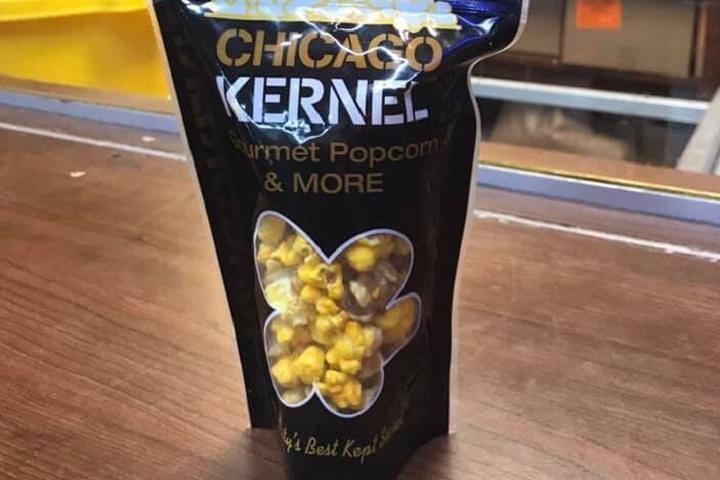 CHICAGO
KERNEL
Gourmet Popcorn
& MORE
Best Kept